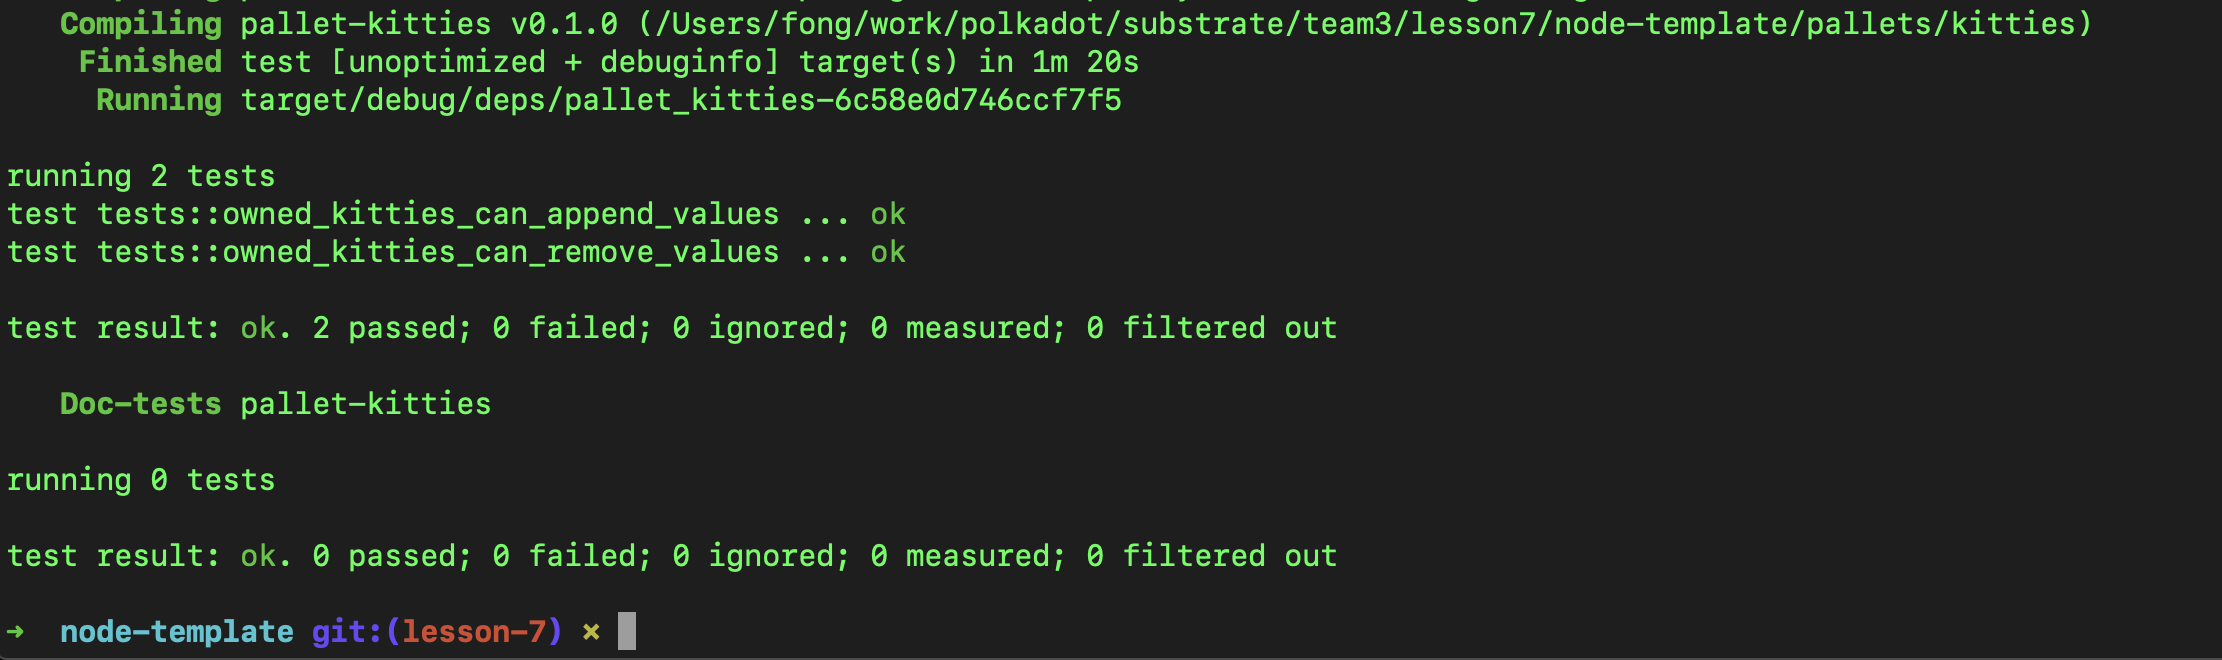 Compiling pallet-kitties v0.1.0 (/Users/fong/work/polkadot/substrate/team3/lesson7/node-template/pallets/kitties)
Finished test [unoptimized + debuginfo] target(s) in 1m 20s
Running target/debug/deps/pallet_kitties-6c58e0d746ccf7f5
running 2 tests
test tests::owned_kitties_can_append_values ... ok
test tests::owned_kitties_can_remove_values ... ok
test result: ok. 2 passed; 0 failed; 0 ignored; 0 measured; 0 filtered out
Doc-tests pallet-kitties
running 0 tests
test result: ok. 0 passed; 0 failed; 0 ignored; 0 measured; 0 filtered out
➜ node-template git:(lesson-7) ✗